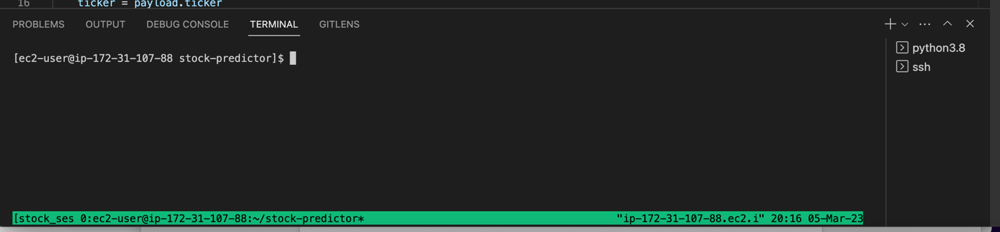 16 ticker = payload.ticker
PROBLEMS OUTPUT DEBUG CONSOLE TERMINAL GITLENS
[ec2-user@ip-172-31-107-88 stock-predictor]$
python3.8
ssh
[stock_ses 0:ec2-user@ip-172-31-107-88:~/stock-predictor* "ip-172-31-107-88.ec2.i" 20:16 05-Mar-23